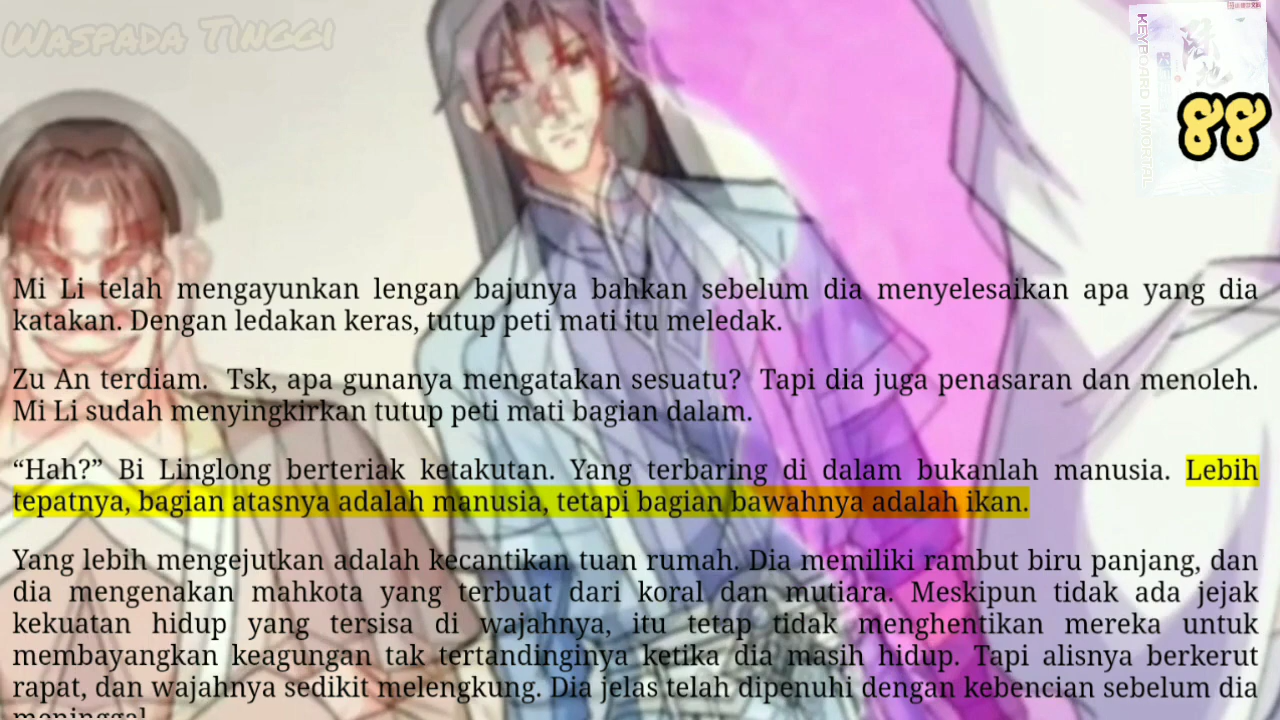 Waspada Tinggi
KEYBOARD IMMORTAL
88
Mi Li telah mengayunkan lengan bajunya bahkan sebelum dia menyelesaikan apa yang dia
katakan. Dengan ledakan keras, tutup peti mati itu meledak.
Zu An terdiam. Tsk, apa gunanya mengatakan sesuatu? Tapi dia juga penasaran dan menoleh.
Mi Li sudah menyingkirkan tutup peti mati bagian dalam.
“Hah?” Bi Linglong berteriak ketakutan. Yang terbaring di dalam bukanlah manusia. Lebih
tepatnya, bagian atasnya adalah manusia, tetapi bagian bawahnya adalah ikan.
Yang lebih mengejutkan adalah kecantikan tuan rumah. Dia memiliki rambut biru panjang, dan
dia mengenakan mahkota yang terbuat dari koral dan mutiara. Meskipun tidak ada jejak
kekuatan hidup yang tersisa di wajahnya, itu tetap tidak menghentikan mereka untuk
membayangkan keagungan tak tertandinginya ketika dia masih hidup. Tapi alisnya berkerut
rapat, dan wajahnya sedikit melengkung. Dia jelas telah dipenuhi dengan kebencian sebelum dia